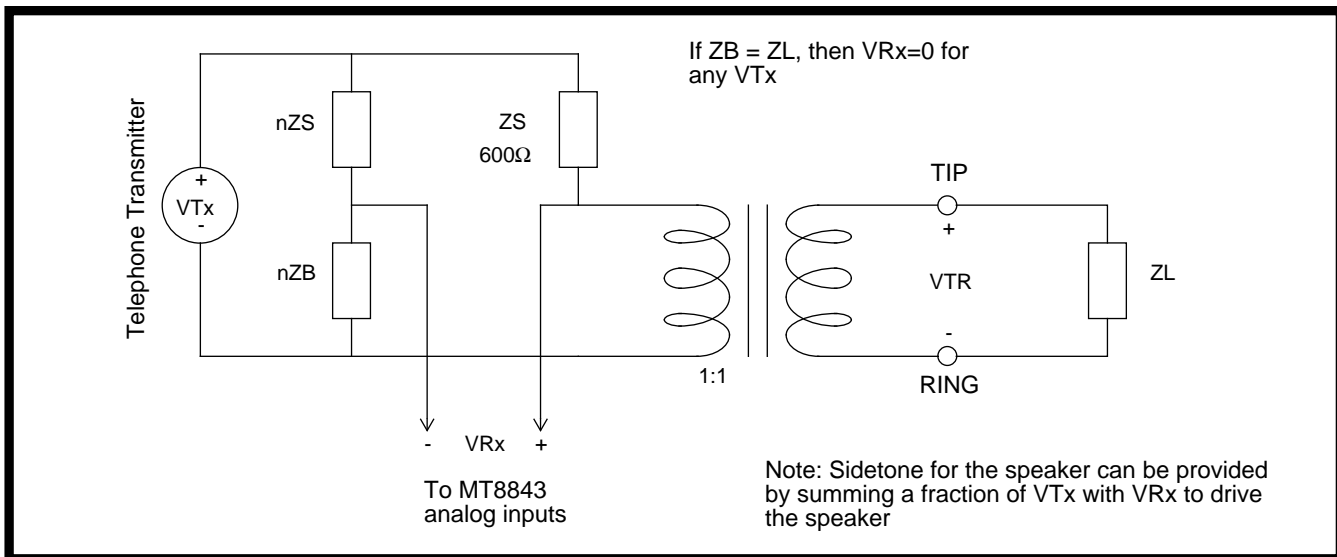 If ZB = ZL, then VRx=0 for
any VTx
Telephone Transmitter
nZS
ZS
600Ω
+
VTx
-
nZB
TIP
+
VTR
-
RING
ZL
1:1
- VRx +
To MT8843
analog inputs
Note: Sidetone for the speaker can be provided
by summing a fraction of VTx with VRx to drive
the speaker